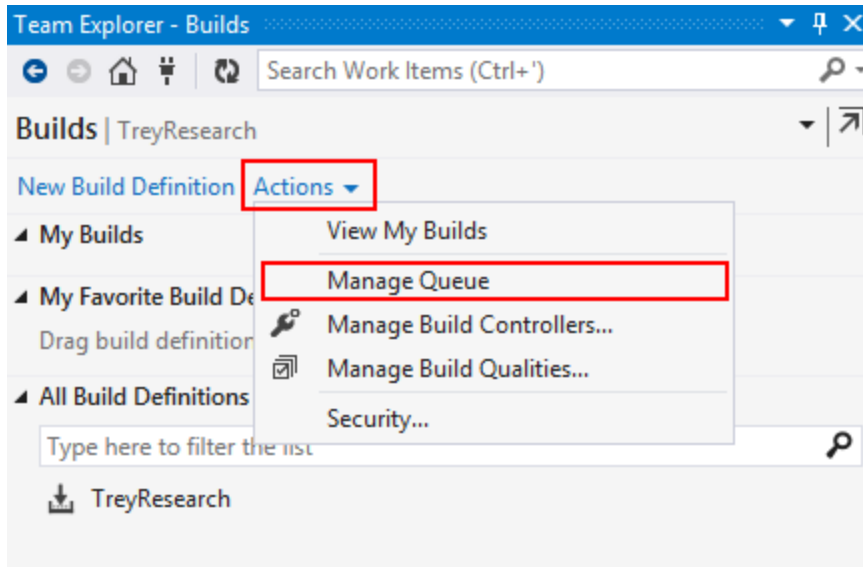 Team Explorer - Builds
Search Work Items (Ctrl+')
Builds | TreyResearch
New Build Definition Actions
My Builds
View My Builds
Manage Queue
My Favorite Build De
Manage Build Controllers...
Drag build definition
Manage Build Qualities...
All Build Definitions
Security...
Type here to filter the list
TreyResearch